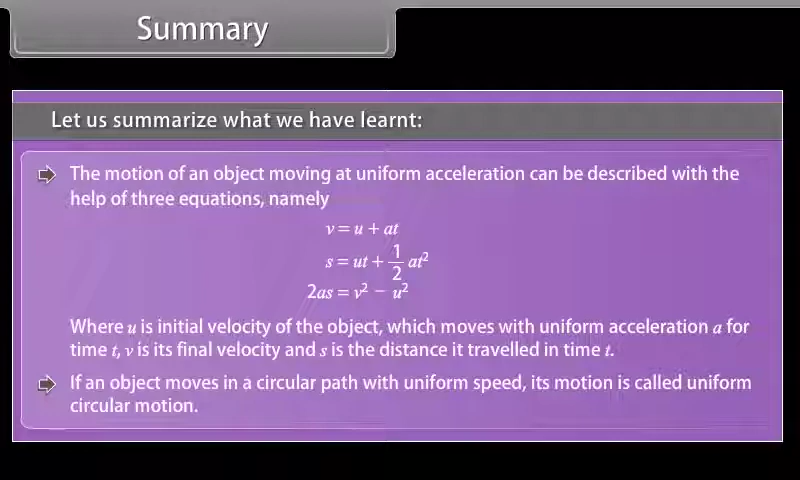 Summary
Let us summarize what we have learnt:
The motion of an object moving at uniform acceleration can be described with the
help of three equations, namely
v = u + at
s = ut + 1/2 at²
2as = v² − u²
Where u is initial velocity of the object, which moves with uniform acceleration a for
time t, v is its final velocity and s is the distance it travelled in time t.
If an object moves in a circular path with uniform speed, its motion is called uniform
circular motion.